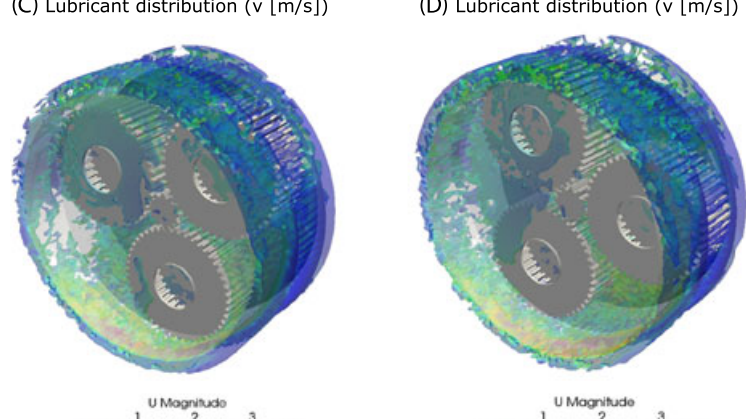 (C) Lubricant distribution (v [m/s])
(D) Lubricant distribution (v [m/s])
U Magnitude
1 2 3
U Magnitude
1 2 3